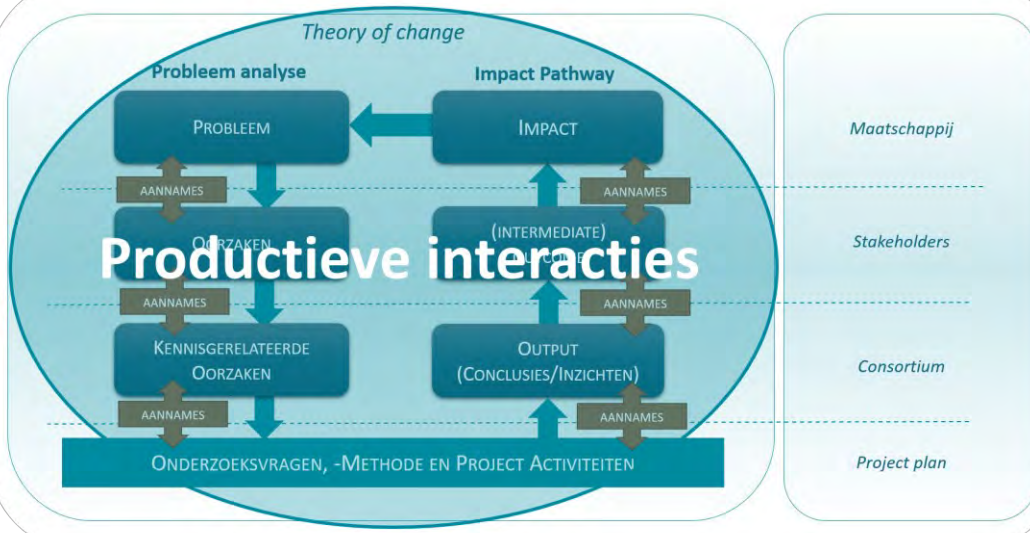 Theory of change
Probleem analyse
Impact Pathway
PROBLEEM
IMPACT
Maatschappij
AANNAMES
AANNAMES
OORZAKEN
(INTERMEDIATE)
Stakeholders
Productieve interacties
AANNAMES
AANNAMES
KENNISGERELATEERDE
OORZAKEN
OUTPUT
(CONCLUSIES/INZICHTEN)
Consortium
AANNAMES
AANNAMES
ONDERZOEKSVRAGEN, -METHODE EN PROJECT ACTIVITEITEN
Project plan